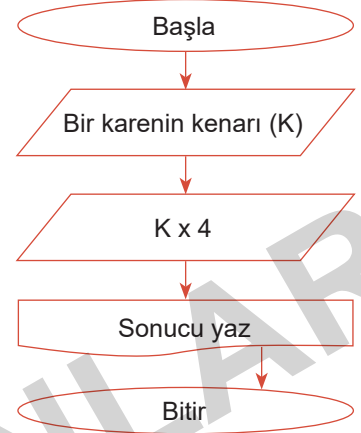 Başla
Bir karenin kenarı (K)
K x 4
Sonucu yaz
Bitir